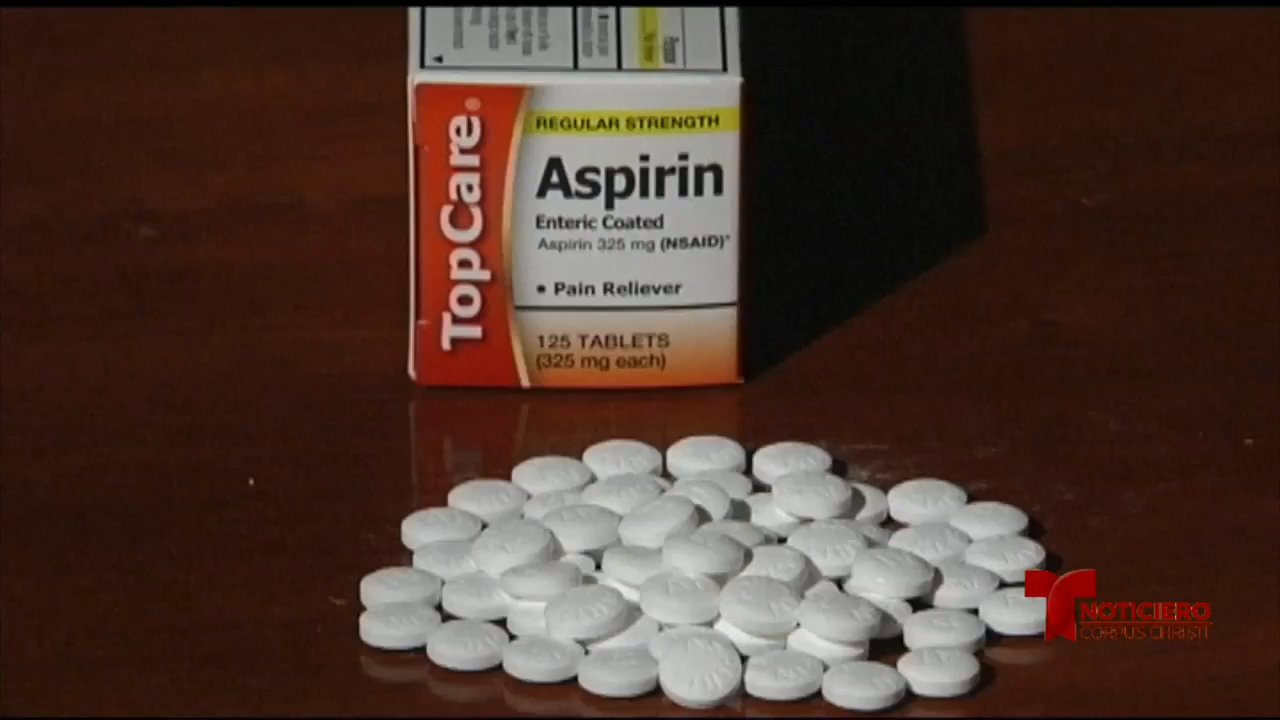 TopCare®
REGULAR STRENGTH
Aspirin
Enteric Coated
Aspirin 325 mg (NSAID)*
• Pain Reliever
125 TABLETS
(325 mg each)
NOTICIERO
CORPUS CHRISTI